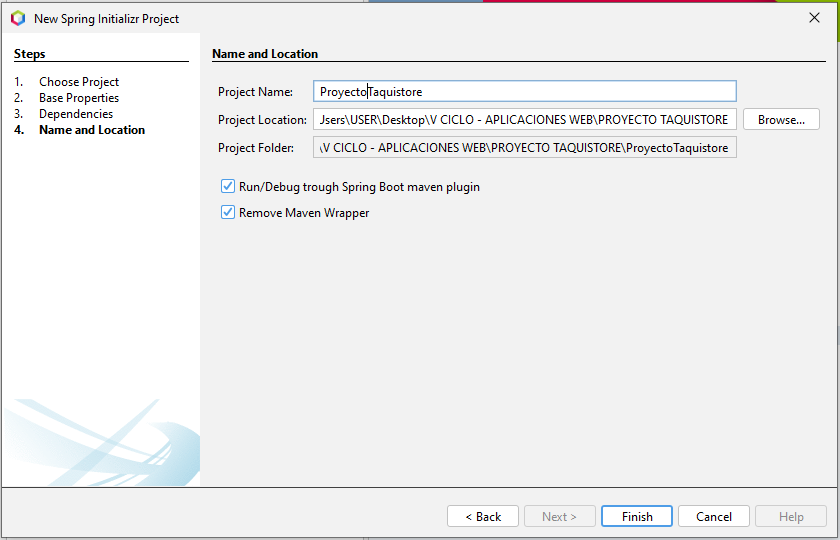 New Spring Initializr Project
Steps
1. Choose Project
2. Base Properties
3. Dependencies
4. Name and Location
Name and Location
Project Name: ProyectoTaquistore
Project Location: Jsers\USER\Desktop\V CICLO - APLICACIONES WEB\PROYECTO TAQUISTORE Browse...
Project Folder: \V CICLO - APLICACIONES WEB\PROYECTO TAQUISTORE\ProyectoTaquistore
Run/Debug trough Spring Boot maven plugin
Remove Maven Wrapper
< Back Next > Finish Cancel Help